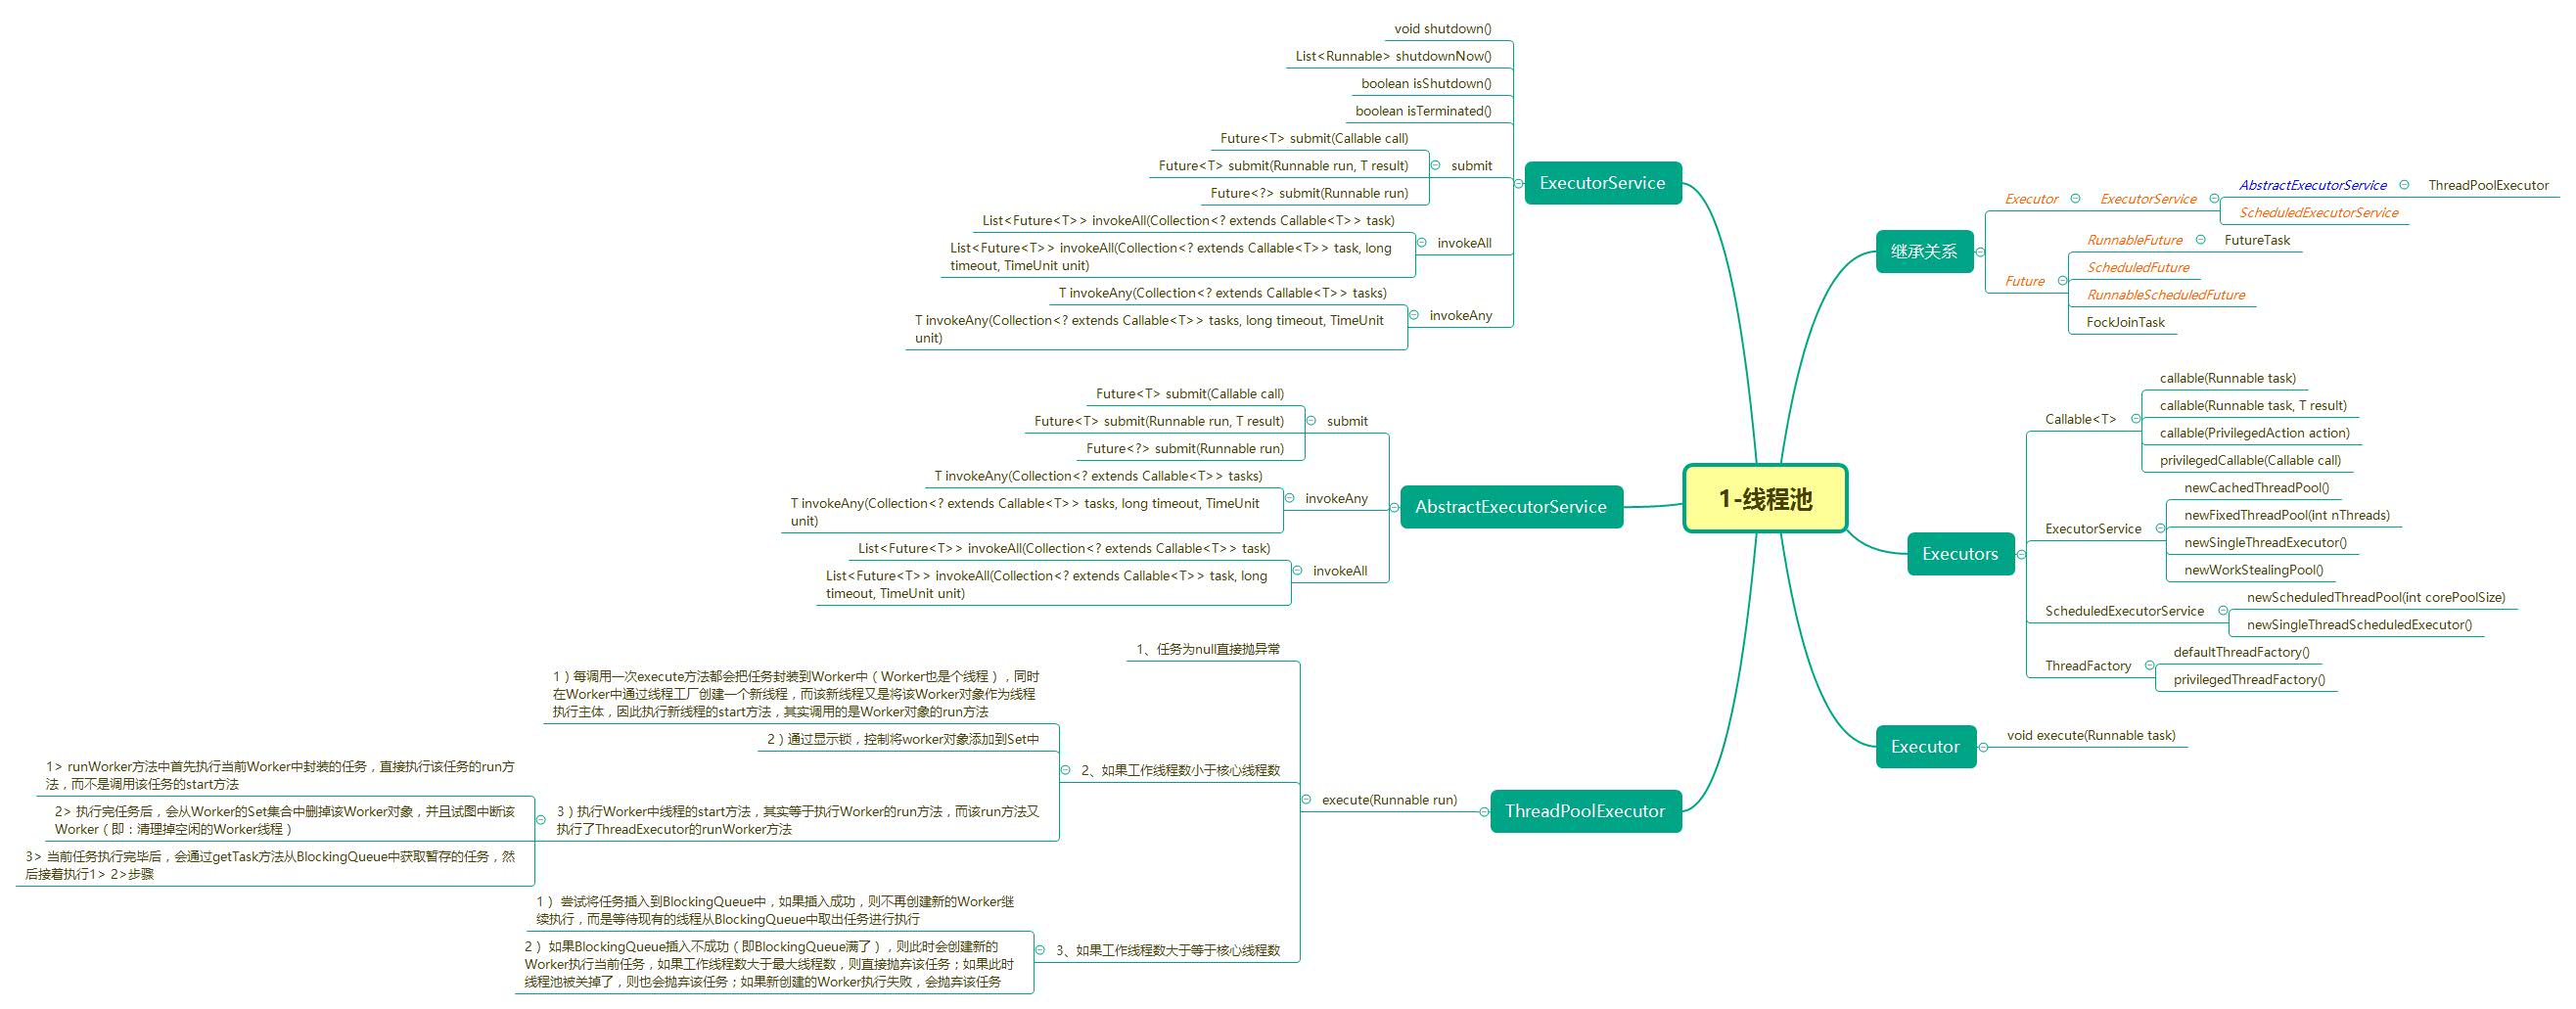 1-线程池
ExecutorService
void shutdown()
List<Runnable> shutdownNow()
boolean isShutdown()
boolean isTerminated()
submit
Future<T> submit(Callable call)
Future<T> submit(Runnable run, T result)
Future<?> submit(Runnable run)
invokeAll
List<Future<T>> invokeAll(Collection<? extends Callable<T>> task)
List<Future<T>> invokeAll(Collection<? extends Callable<T>> task, long
timeout, TimeUnit unit)
invokeAny
T invokeAny(Collection<? extends Callable<T>> tasks)
T invokeAny(Collection<? extends Callable<T>> tasks, long timeout, TimeUnit
unit)
AbstractExecutorService
submit
Future<T> submit(Callable call)
Future<T> submit(Runnable run, T result)
Future<?> submit(Runnable run)
invokeAny
T invokeAny(Collection<? extends Callable<T>> tasks)
T invokeAny(Collection<? extends Callable<T>> tasks, long timeout, TimeUnit
unit)
invokeAll
List<Future<T>> invokeAll(Collection<? extends Callable<T>> task)
List<Future<T>> invokeAll(Collection<? extends Callable<T>> task, long
timeout, TimeUnit unit)
ThreadPoolExecutor
execute(Runnable run)
1、任务为null直接抛异常
2、如果工作线程数小于核心线程数
1）每调用一次execute方法都会把任务封装到Worker中（Worker也是个线程），同时
在Worker中通过线程工厂创建一个新线程，而该新线程又是将该Worker对象作为线程
执行主体，因此执行新线程的start方法，其实调用的是Worker对象的run方法
2）通过显示锁，控制将worker对象添加到Set中
3）执行Worker中线程的start方法，其实等于执行Worker的run方法，而该run方法又
执行了ThreadExecutor的runWorker方法
1> runWorker方法中首先执行当前Worker中封装的任务，直接执行该任务的run方
法，而不是调用该任务的start方法
2> 执行完任务后，会从Worker的Set集合中删掉该Worker对象，并且试图中断该
Worker（即：清理掉空闲的Worker线程）
3> 当前任务执行完毕后，会通过getTask方法从BlockingQueue中获取暂存的任务，然
后接着执行1> 2>步骤
3、如果工作线程数大于等于核心线程数
1） 尝试将任务插入到BlockingQueue中，如果插入成功，则不再创建新的Worker继
续执行，而是等待现有的线程从BlockingQueue中取出任务进行执行
2） 如果BlockingQueue插入不成功（即BlockingQueue满了），则此时会创建新的
Worker执行当前任务，如果工作线程数大于最大线程数，则直接抛弃该任务；如果此时
线程池被关掉了，则也会抛弃该任务；如果新创建的Worker执行失败，会抛弃该任务
继承关系
Executor
ExecutorService
AbstractExecutorService
ThreadPoolExecutor
ScheduledExecutorService
Future
RunnableFuture
FutureTask
ScheduledFuture
RunnableScheduledFuture
FockJoinTask
Executors
Callable<T>
callable(Runnable task)
callable(Runnable task, T result)
callable(PrivilegedAction action)
privilegedCallable(Callable call)
ExecutorService
newCachedThreadPool()
newFixedThreadPool(int nThreads)
newSingleThreadExecutor()
newWorkStealingPool()
ScheduledExecutorService
newScheduledThreadPool(int corePoolSize)
newSingleThreadScheduledExecutor()
ThreadFactory
defaultThreadFactory()
privilegedThreadFactory()
Executor
void execute(Runnable task)